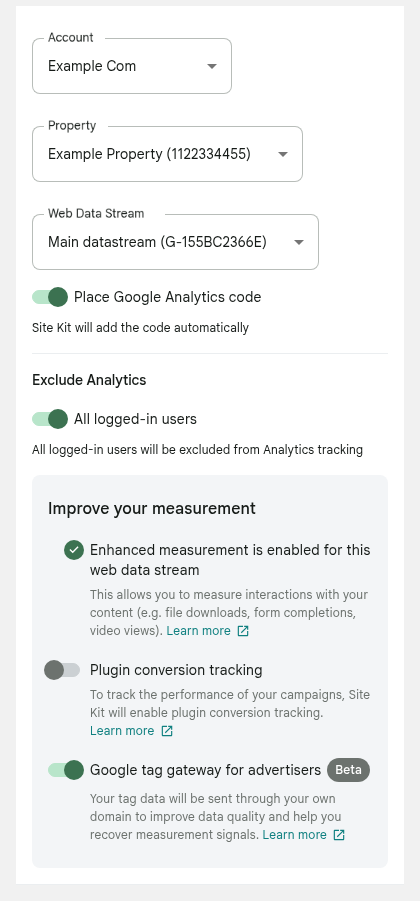 Account
Example Com
Property
Example Property (1122334455)
Web Data Stream
Main datastream (G-155BC2366E)
Place Google Analytics code
Site Kit will add the code automatically
Exclude Analytics
All logged-in users
All logged-in users will be excluded from Analytics tracking
Improve your measurement
Enhanced measurement is enabled for this
web data stream
This allows you to measure interactions with your
content (e.g. file downloads, form completions,
video views). Learn more
Plugin conversion tracking
To track the performance of your campaigns, Site
Kit will enable plugin conversion tracking.
Learn more
Google tag gateway for advertisers Beta
Your tag data will be sent through your own
domain to improve data quality and help you
recover measurement signals. Learn more